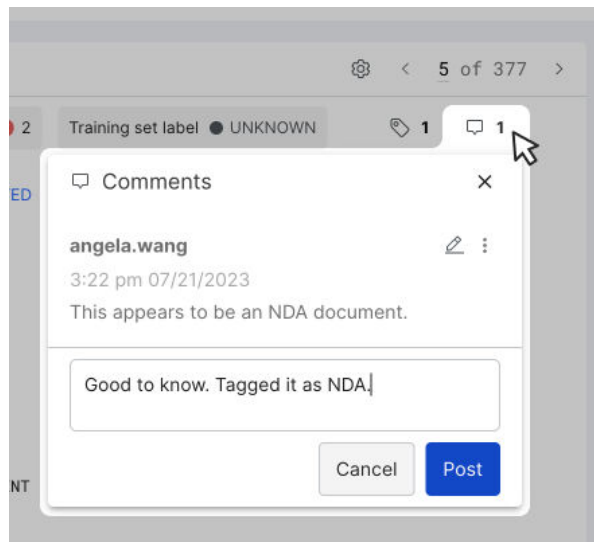 5 of 377
2 Training set label UNKNOWN 1 1
Comments
ED
angela.wang
3:22 pm 07/21/2023
This appears to be an NDA document.
Good to know. Tagged it as NDA.
Cancel Post
NT